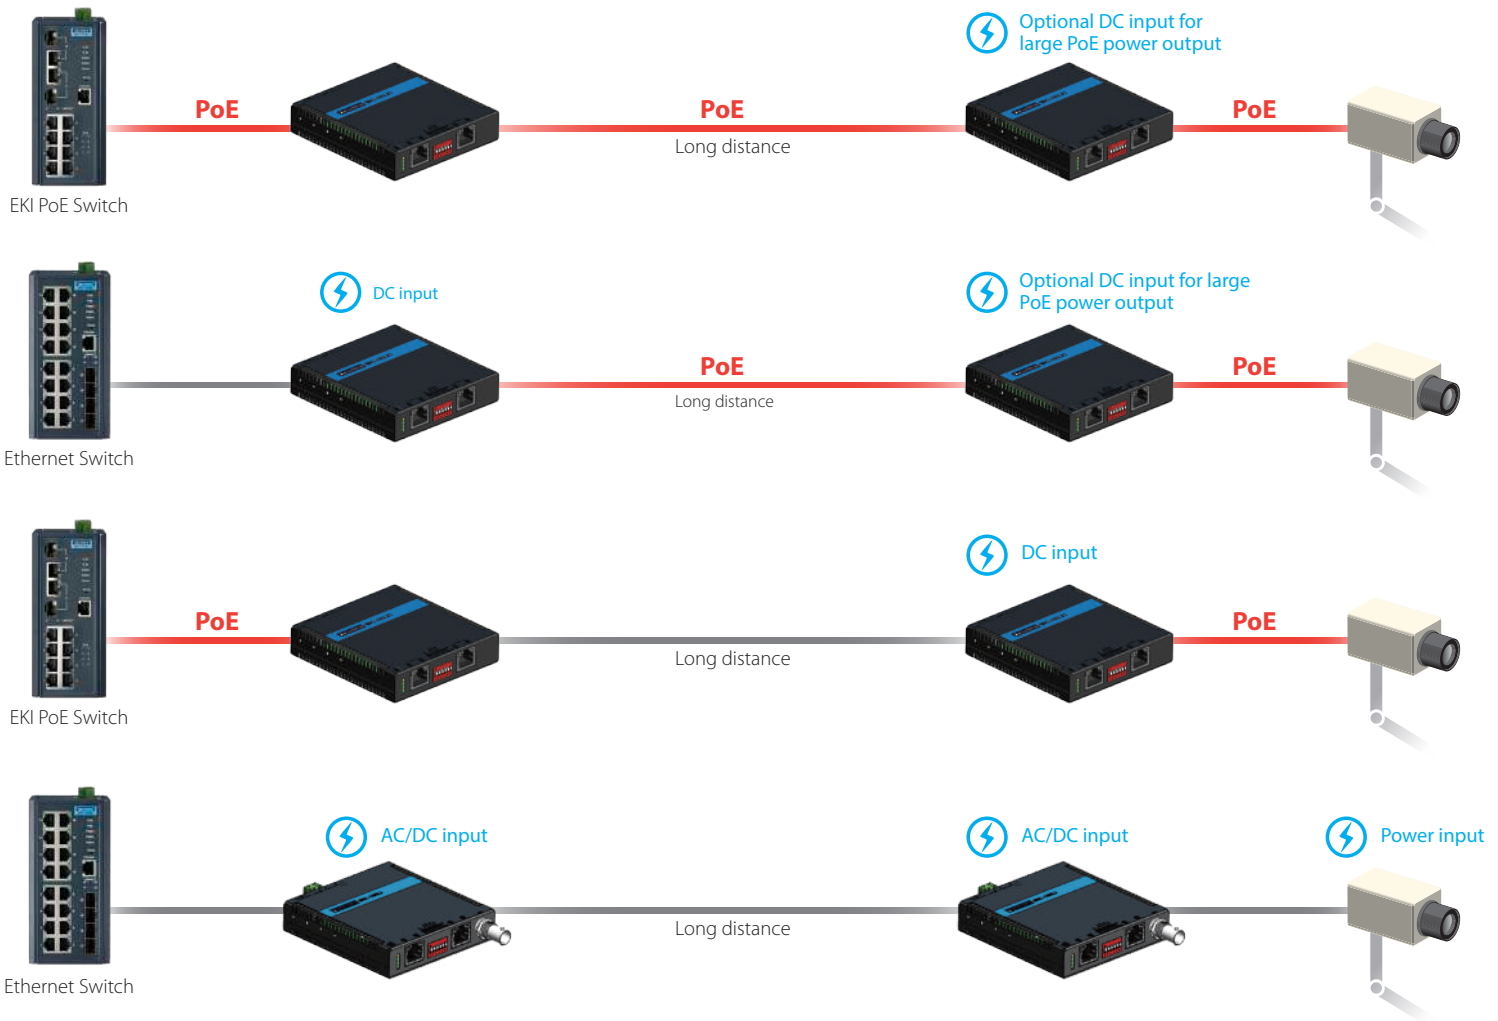 Optional DC input for
large PoE power output
PoE
PoE
PoE
Long distance
EKI PoE Switch
DC input
Optional DC input for large
PoE power output
PoE
PoE
Long distance
Ethernet Switch
DC input
PoE
PoE
Long distance
EKI PoE Switch
AC/DC input
AC/DC input
Power input
Long distance
Ethernet Switch